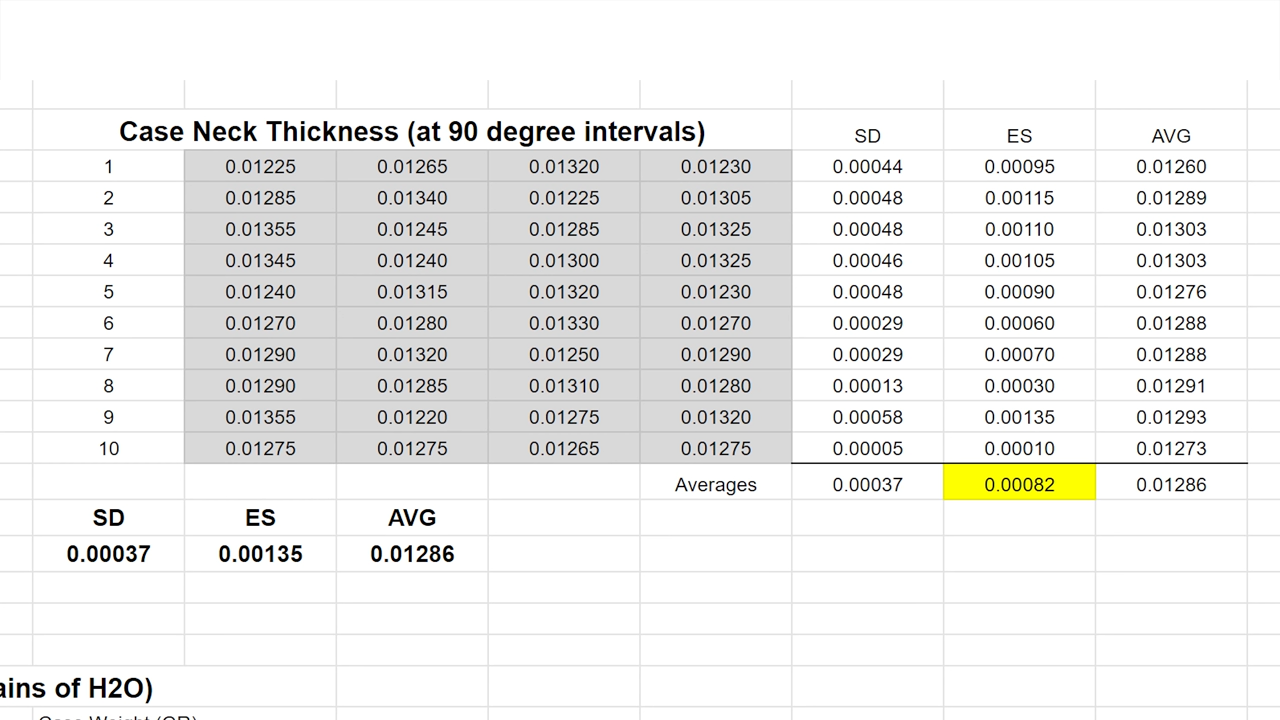 Case Neck Thickness (at 90 degree intervals) SD ES AVG
1 0.01225 0.01265 0.01320 0.01230 0.00044 0.00095 0.01260
2 0.01285 0.01340 0.01225 0.01305 0.00048 0.00115 0.01289
3 0.01355 0.01245 0.01285 0.01325 0.00048 0.00110 0.01303
4 0.01345 0.01240 0.01300 0.01325 0.00046 0.00105 0.01303
5 0.01240 0.01315 0.01320 0.01230 0.00048 0.00090 0.01276
6 0.01270 0.01280 0.01330 0.01270 0.00029 0.00060 0.01288
7 0.01290 0.01320 0.01250 0.01290 0.00029 0.00070 0.01288
8 0.01290 0.01285 0.01310 0.01280 0.00013 0.00030 0.01291
9 0.01355 0.01220 0.01275 0.01320 0.00058 0.00135 0.01293
10 0.01275 0.01275 0.01265 0.01275 0.00005 0.00010 0.01273
Averages 0.00037 0.00082 0.01286
SD ES AVG
0.00037 0.00135 0.01286
ains of H2O)
Case Weight (GR)